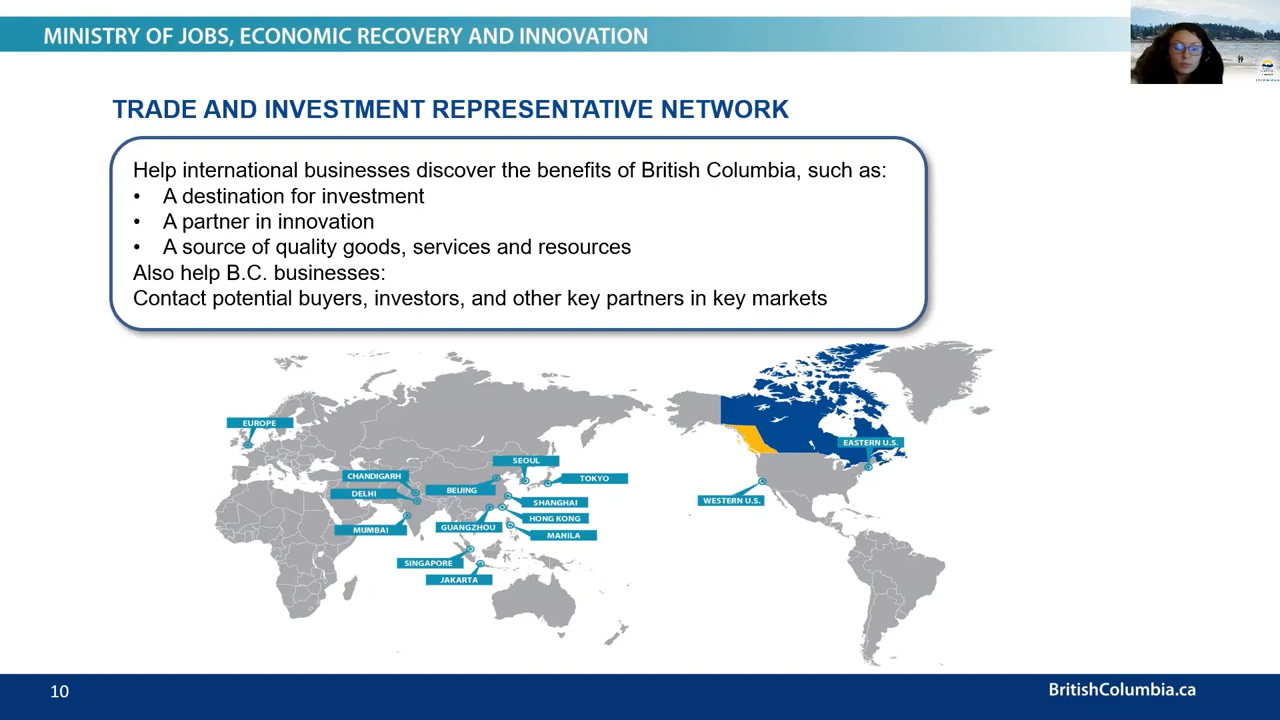 MINISTRY OF JOBS, ECONOMIC RECOVERY AND INNOVATION
TRADE AND INVESTMENT REPRESENTATIVE NETWORK
Help international businesses discover the benefits of British Columbia, such as:
• A destination for investment
• A partner in innovation
• A source of quality goods, services and resources
Also help B.C. businesses:
Contact potential buyers, investors, and other key partners in key markets
EUROPE
EASTERN U.S.
SEOUL
CHANDIGARH
TOKYO
BEIJING
DELHI
WESTERN U.S.
SHANGHAI
HONG KONG
MUMBAI
GUANGZHOU
MANILA
SINGAPORE
JAKARTA
10
BritishColumbia.ca